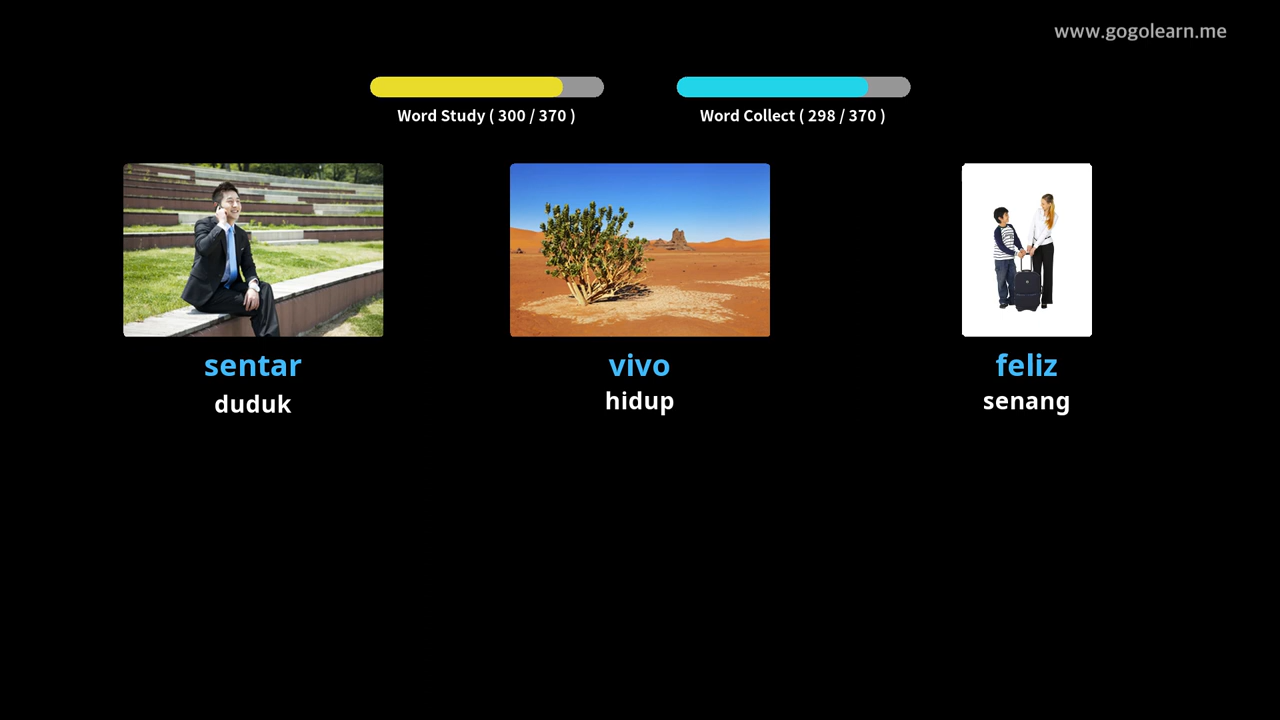 www.gogolearn.me
Word Study ( 300 / 370 )
Word Collect ( 298 / 370 )
sentar
duduk
vivo
hidup
feliz
senang